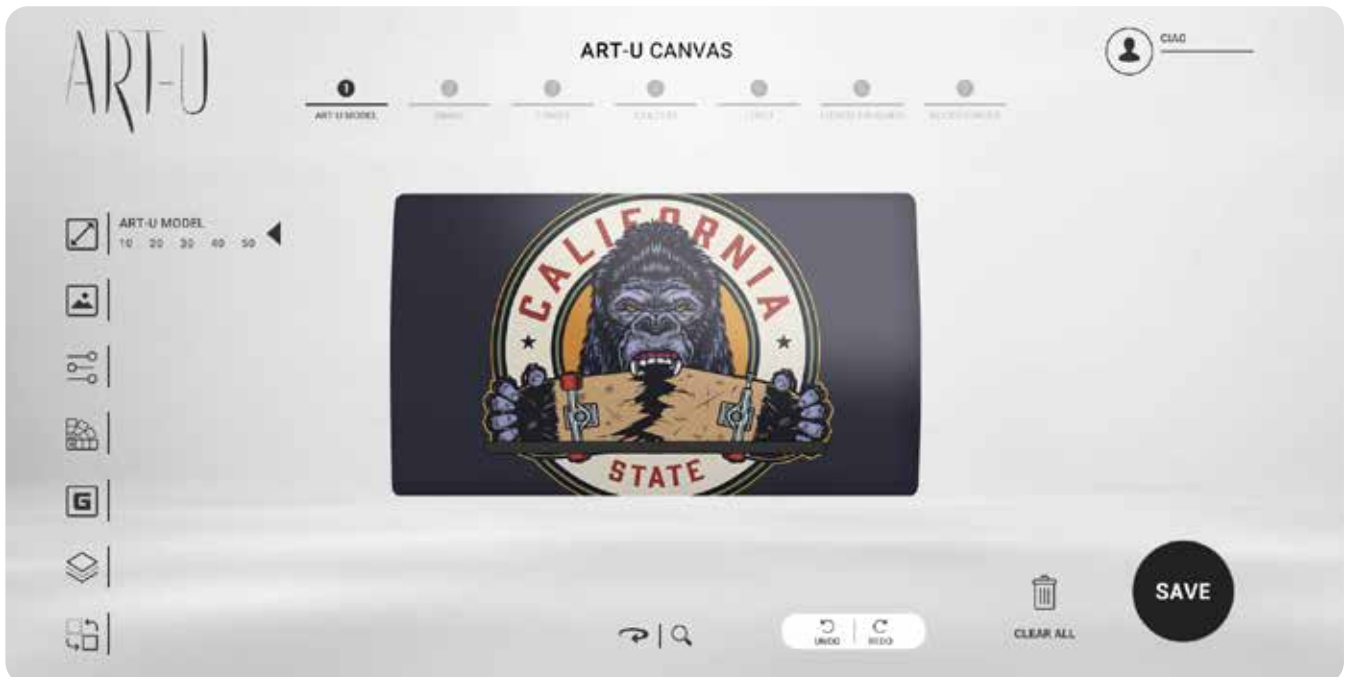 ART-U
ART-U CANVAS
CIAO
1
ART-U MODEL
ART-U MODEL
10 20 30 40 50
CALIFORNIA
STATE
G
UNDO
REDO
CLEAR ALL
SAVE